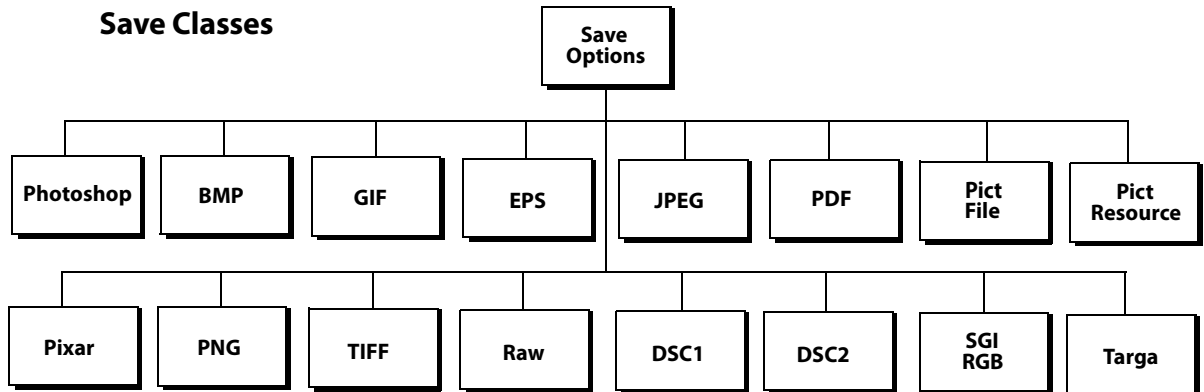 Save Classes
Save
Options
Photoshop
BMP
GIF
EPS
JPEG
PDF
Pict
File
Pict
Resource
Pixar
PNG
TIFF
Raw
DSC1
DSC2
SGI
RGB
Targa